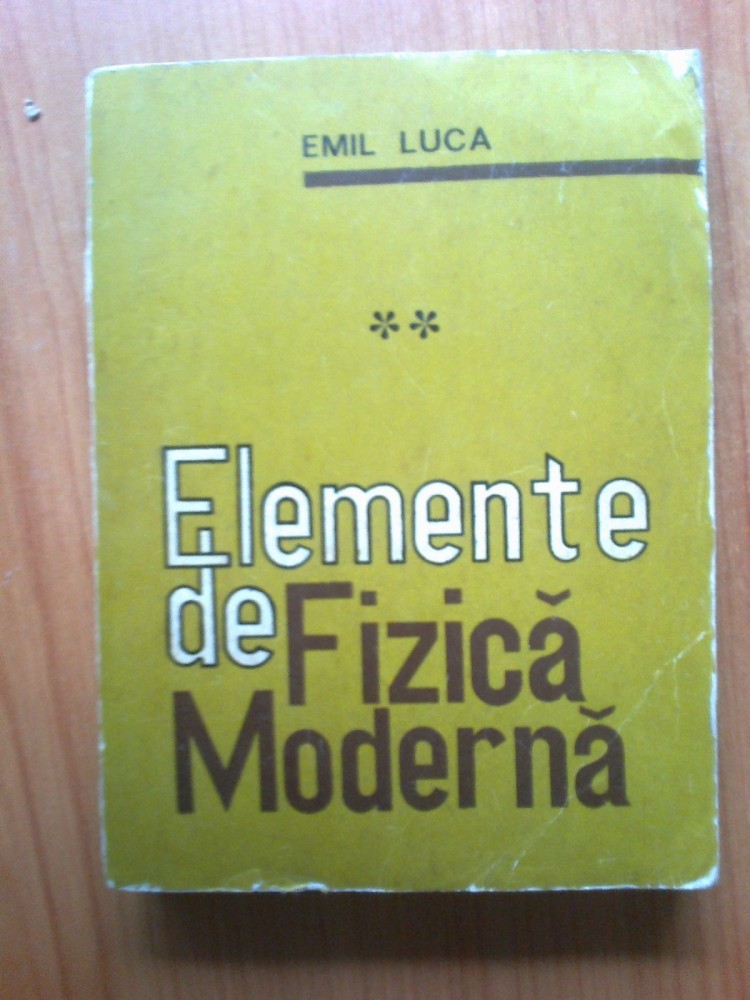 EMIL LUCA
**
Elemente
de Fizică
Modernă